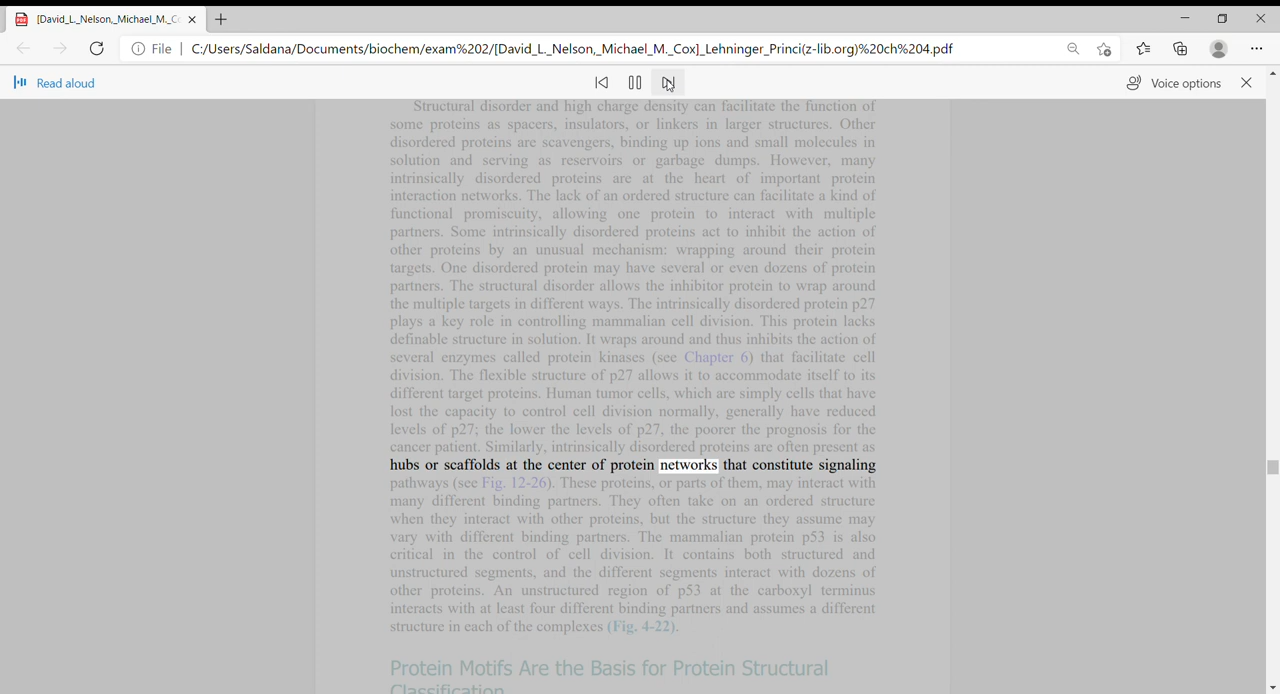 [David_L._Nelson,_Michael_M._Co
File | C:/Users/Saldana/Documents/biochem/exam%202/[David_L._Nelson,_Michael_M._Cox]_Lehninger_Princi(z-lib.org)%20ch%204.pdf
Read aloud
Voice options
Structural disorder and high charge density can facilitate the function of
some proteins as spacers, insulators, or linkers in larger structures. Other
disordered proteins are scavengers, binding up ions and small molecules in
solution and serving as reservoirs or garbage dumps. However, many
intrinsically disordered proteins are at the heart of important protein
interaction networks. The lack of an ordered structure can facilitate a kind of
functional promiscuity, allowing one protein to interact with multiple
partners. Some intrinsically disordered proteins act to inhibit the action of
other proteins by an unusual mechanism: wrapping around their protein
targets. One disordered protein may have several or even dozens of protein
partners. The structural disorder allows the inhibitor protein to wrap around
the multiple targets in different ways. The intrinsically disordered protein p27
plays a key role in controlling mammalian cell division. This protein lacks
definable structure in solution. It wraps around and thus inhibits the action of
several enzymes called protein kinases (see Chapter 6) that facilitate cell
division. The flexible structure of p27 allows it to accommodate itself to its
different target proteins. Human tumor cells, which are simply cells that have
lost the capacity to control cell division normally, generally have reduced
levels of p27; the lower the levels of p27, the poorer the prognosis for the
cancer patient. Similarly, intrinsically disordered proteins are often present as
hubs or scaffolds at the center of protein networks that constitute signaling
pathways (see Fig. 12-26). These proteins, or parts of them, may interact with
many different binding partners. They often take on an ordered structure
when they interact with other proteins, but the structure they assume may
vary with different binding partners. The mammalian protein p53 is also
critical in the control of cell division. It contains both structured and
unstructured segments, and the different segments interact with dozens of
other proteins. An unstructured region of p53 at the carboxyl terminus
interacts with at least four different binding partners and assumes a different
structure in each of the complexes (Fig. 4-22).
Protein Motifs Are the Basis for Protein Structural
Classification